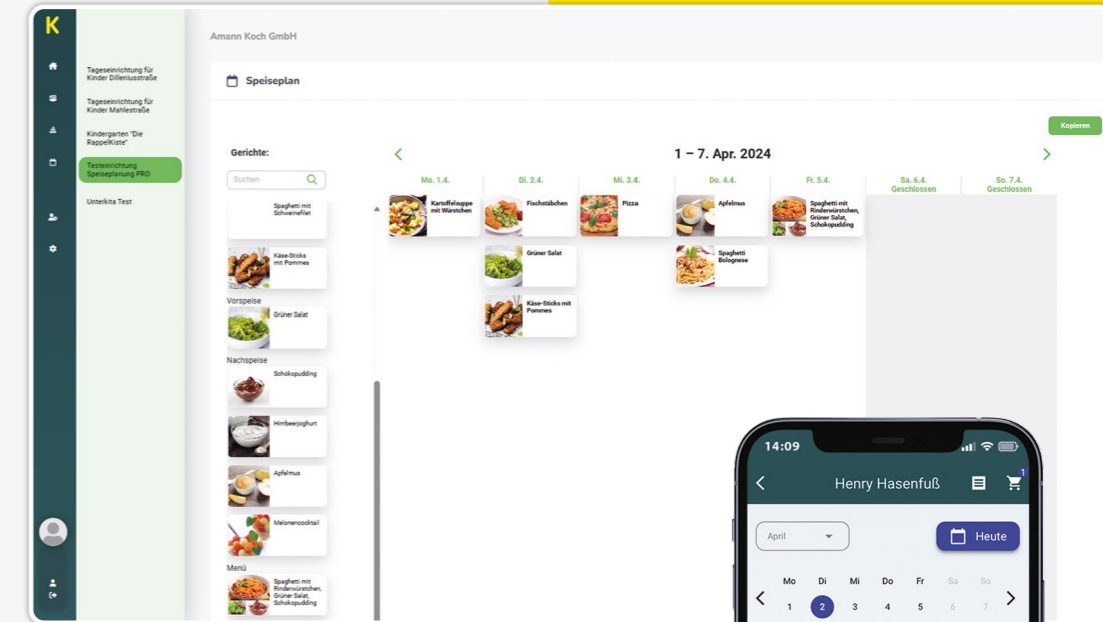 K
Amann Koch GmbH
Tageseinrichtung für
Kinder Dilleniusstraße
Tageseinrichtung für
Kinder Mahlestraße
Kindergarten "Die
RappelKiste"
Testeinrichtung
Speiseplanung PRO
Unterkita Test
Speiseplan
Kopieren
Gerichte:
Suchen
Spaghetti mit
Schweinefilet
Käse-Sticks
mit Pommes
Vorspeise
Grüner Salat
Nachspeise
Schokopudding
Himbeerjoghurt
Apfelmus
Melonencocktail
Menü
Spaghetti mit
Rinderwürstchen,
Grüner Salat,
Schokopudding
1 – 7. Apr. 2024
Mo. 1.4.
Di. 2.4.
Mi. 3.4.
Do. 4.4.
Fr. 5.4.
Sa. 6.4.
Geschlossen
So. 7.4.
Geschlossen
Kartoffelsuppe
mit Würstchen
Fischstäbchen
Pizza
Apfelmus
Spaghetti mit
Rinderwürstchen,
Grüner Salat,
Schokopudding
Grüner Salat
Spaghetti
Bolognese
Käse-Sticks mit
Pommes
14:09
Henry Hasenfuß
1
April
Heute
Mo Di Mi Do Fr Sa So
1 2 3 4 5 6 7